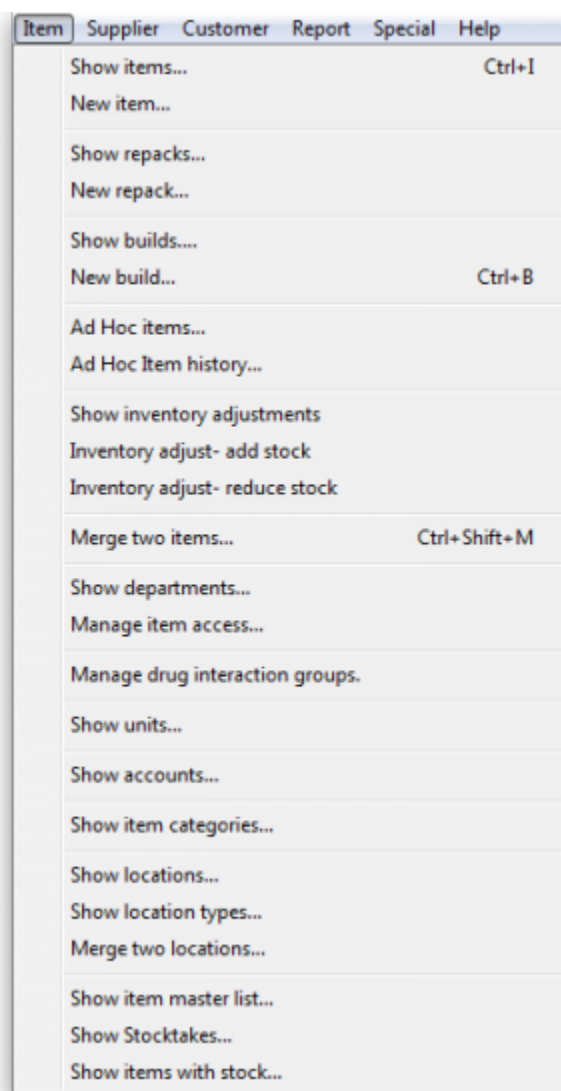 Item Supplier Customer Report Special Help
Show items... Ctrl+I
New item...
Show repacks...
New repack...
Show builds....
New build... Ctrl+B
Ad Hoc items...
Ad Hoc Item history...
Show inventory adjustments
Inventory adjust- add stock
Inventory adjust- reduce stock
Merge two items... Ctrl+Shift+M
Show departments...
Manage item access...
Manage drug interaction groups.
Show units...
Show accounts...
Show item categories...
Show locations...
Show location types...
Merge two locations...
Show item master list...
Show Stocktakes...
Show items with stock...